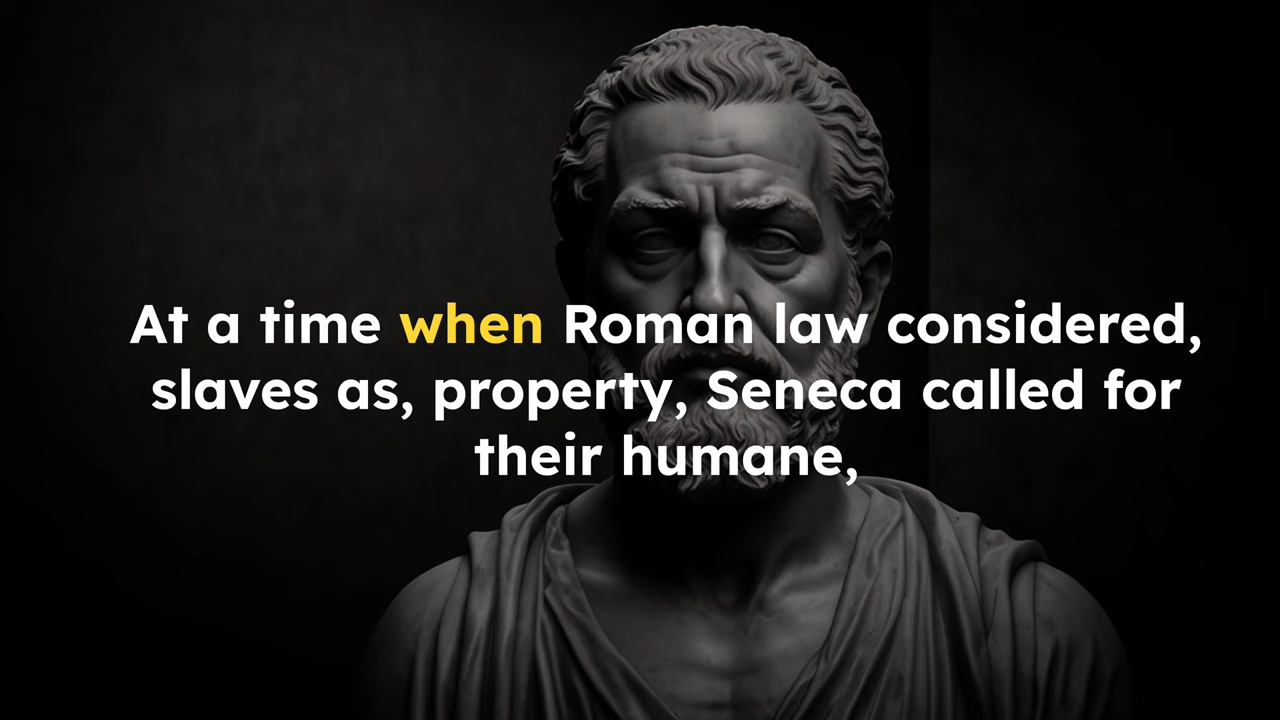 At a time when Roman law considered,
slaves as, property, Seneca called for
their humane,